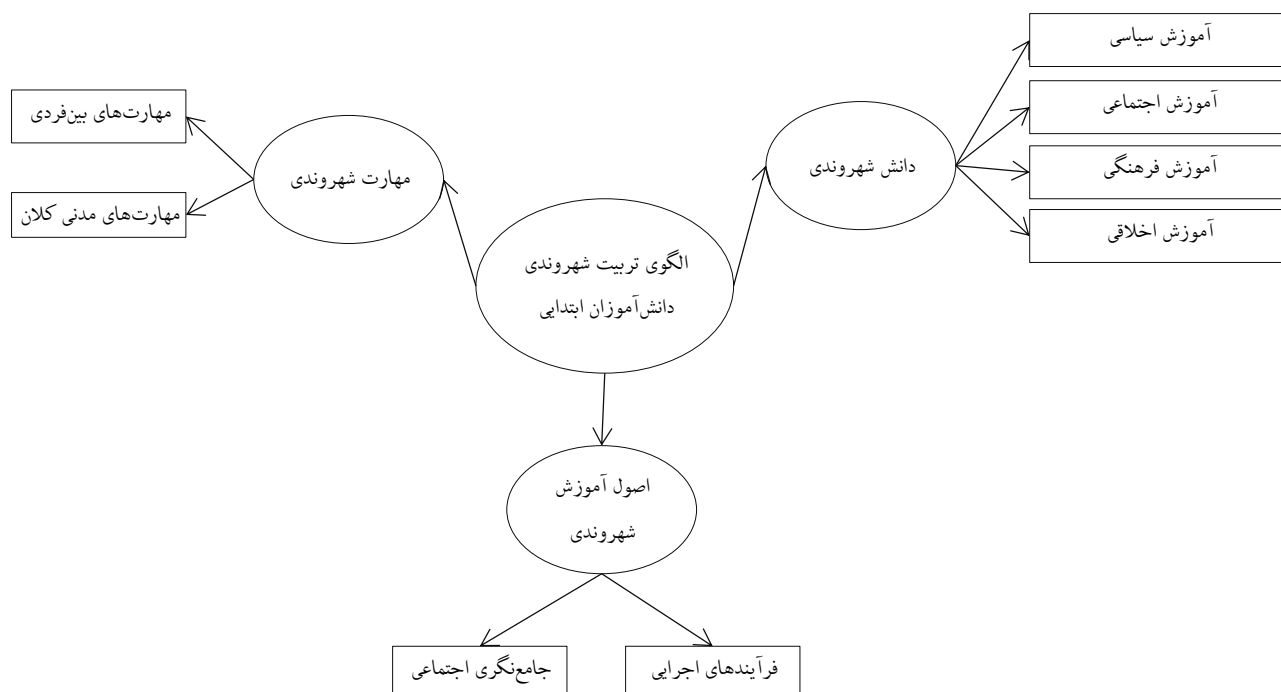 آموزش سیاسی
آموزش اجتماعی
آموزش فرهنگی
آموزش اخلاقی
دانش شهروندی
مهارت‌های بین‌فردی
مهارت‌های مدنی کلان
مهارت شهروندی
الگوی تربیت شهروندی
دانش‌آموزان ابتدایی
اصول آموزش
شهروندی
فرآیندهای اجرایی
جامع‌نگری اجتماعی